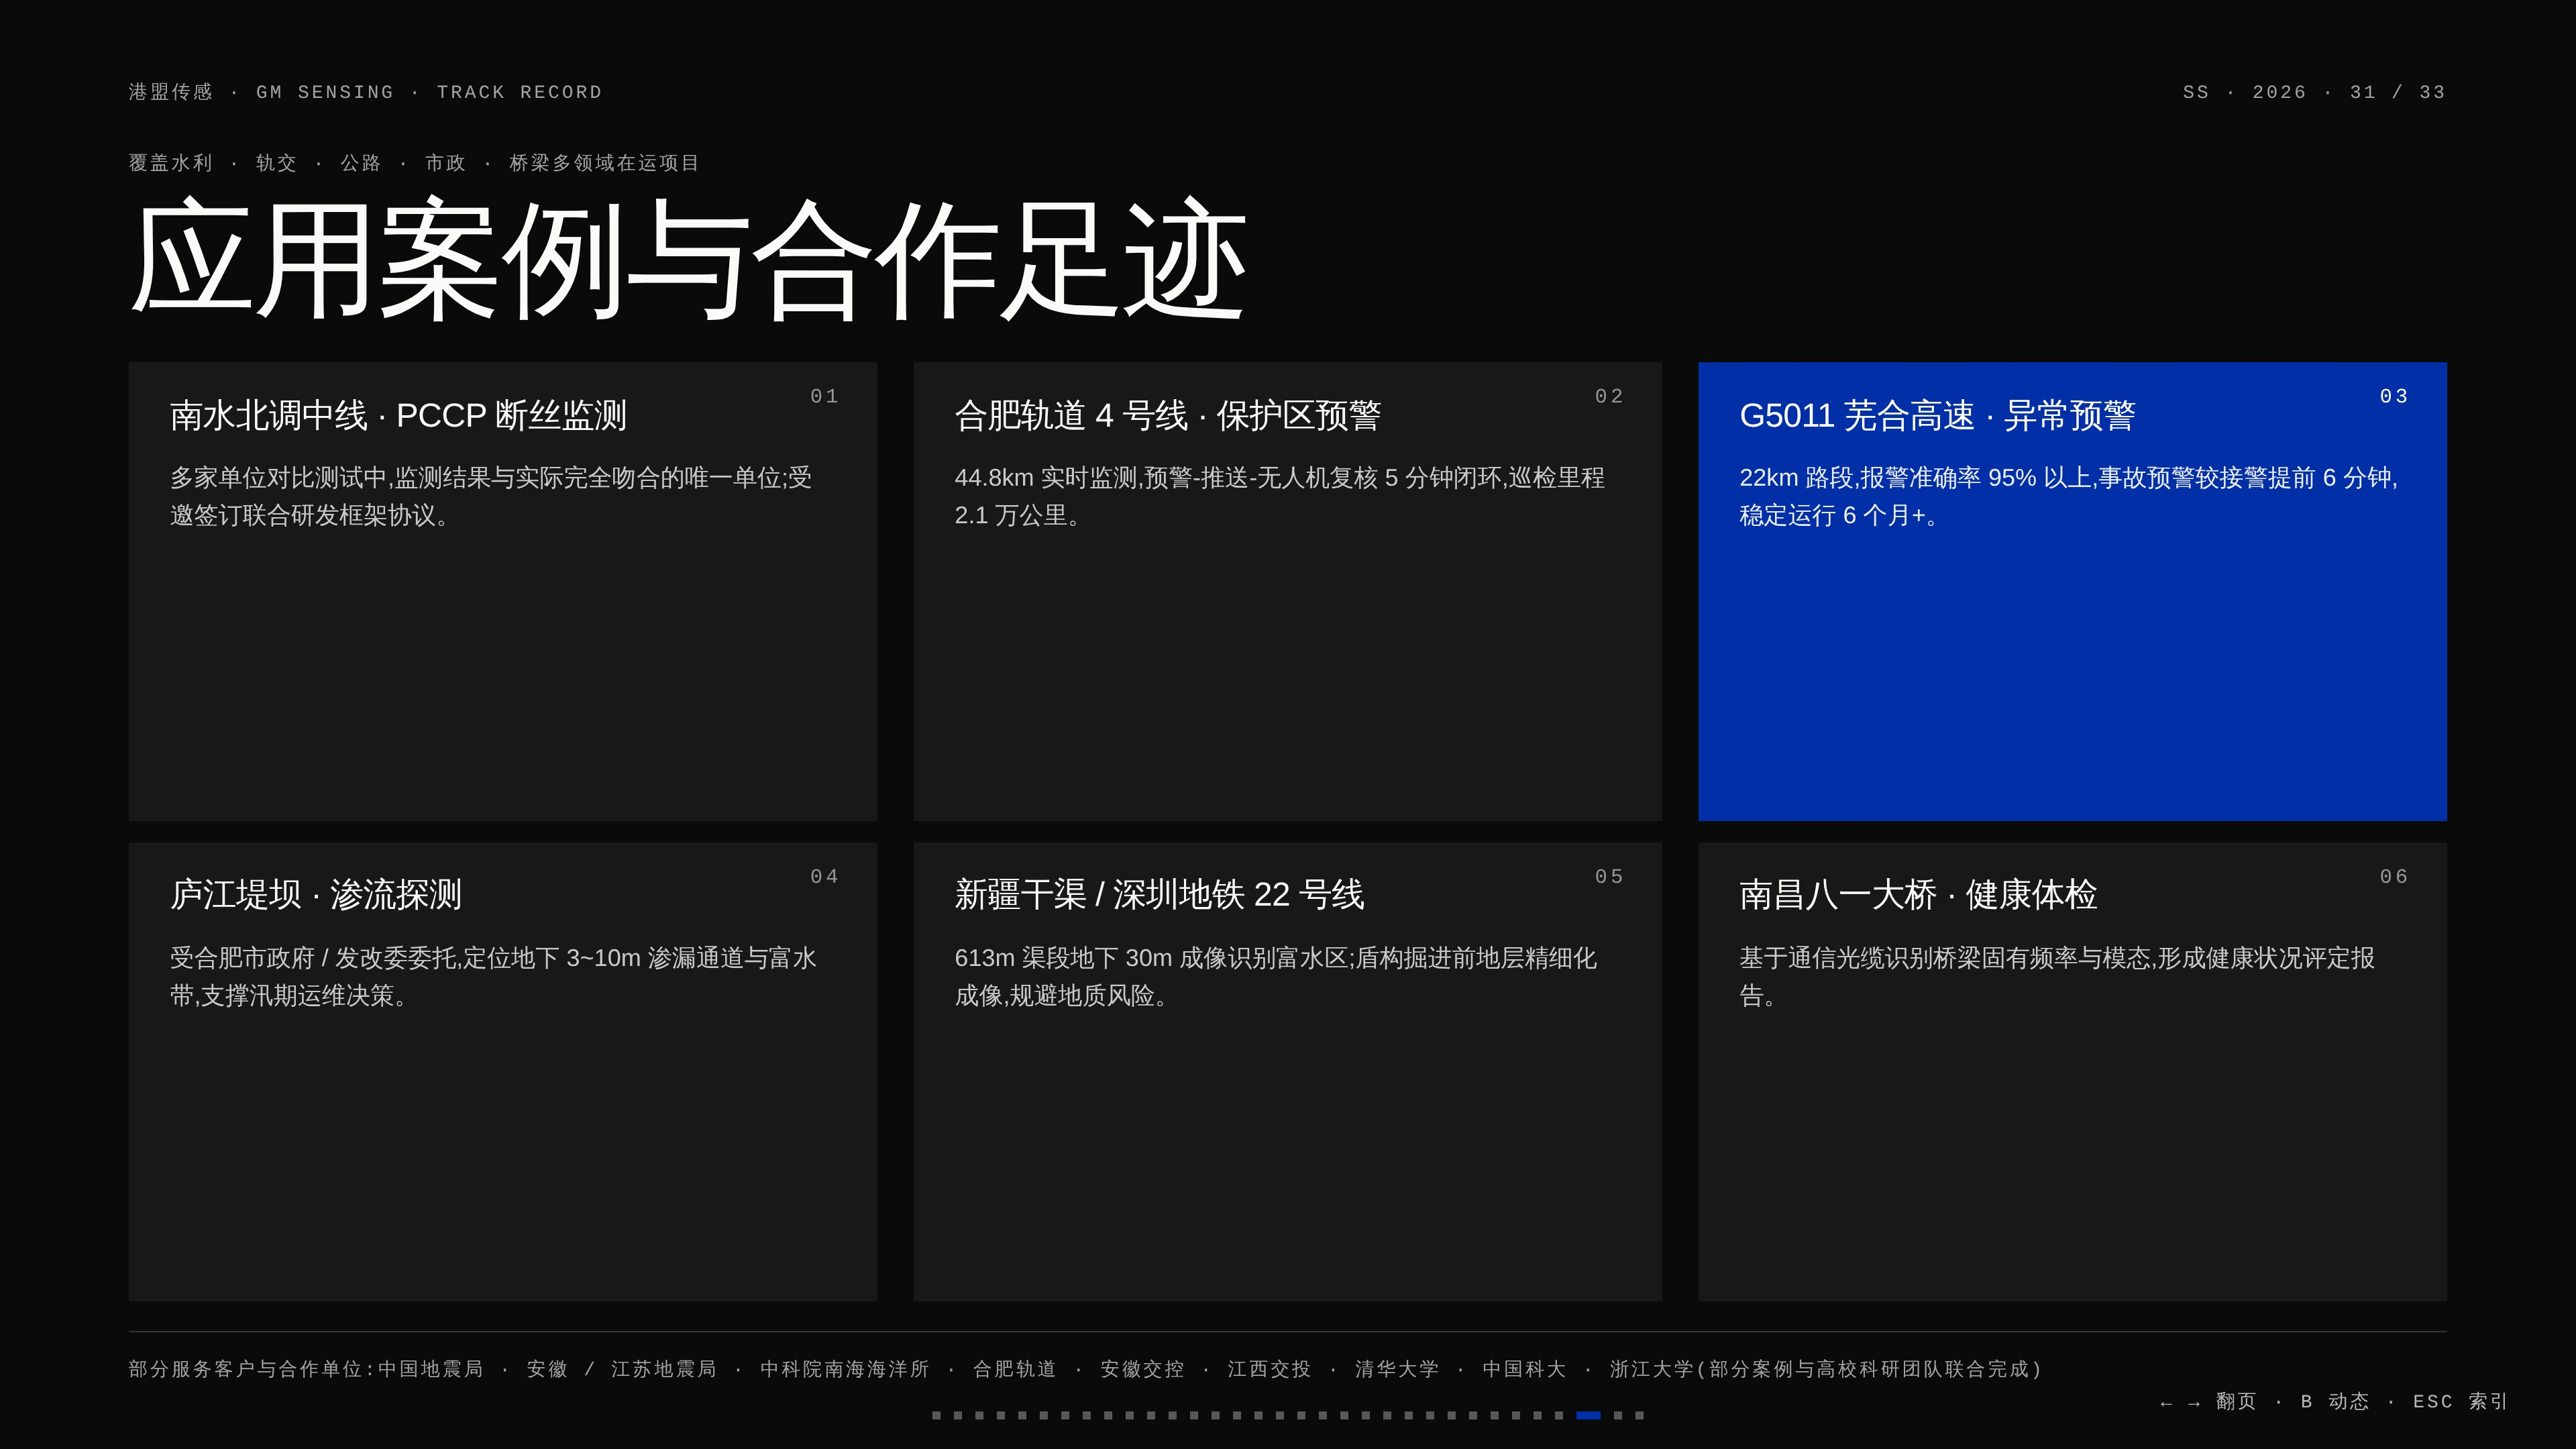 港盟传感 · GM SENSING · TRACK RECORD
SS · 2026 · 31 / 33
覆盖水利 · 轨交 · 公路 · 市政 · 桥梁多领域在运项目
应用案例与合作足迹
01
南水北调中线 · PCCP 断丝监测
多家单位对比测试中,监测结果与实际完全吻合的唯一单位;受
邀签订联合研发框架协议。
02
合肥轨道 4 号线 · 保护区预警
44.8km 实时监测,预警-推送-无人机复核 5 分钟闭环,巡检里程
2.1 万公里。
03
G5011 芜合高速 · 异常预警
22km 路段,报警准确率 95% 以上,事故预警较接警提前 6 分钟,
稳定运行 6 个月+。
04
庐江堤坝 · 渗流探测
受合肥市政府 / 发改委委托,定位地下 3~10m 渗漏通道与富水
带,支撑汛期运维决策。
05
新疆干渠 / 深圳地铁 22 号线
613m 渠段地下 30m 成像识别富水区;盾构掘进前地层精细化
成像,规避地质风险。
06
南昌八一大桥 · 健康体检
基于通信光缆识别桥梁固有频率与模态,形成健康状况评定报
告。
部分服务客户与合作单位:中国地震局 · 安徽 / 江苏地震局 · 中科院南海海洋所 · 合肥轨道 · 安徽交控 · 江西交投 · 清华大学 · 中国科大 · 浙江大学(部分案例与高校科研团队联合完成)
← → 翻页 · B 动态 · ESC 索引